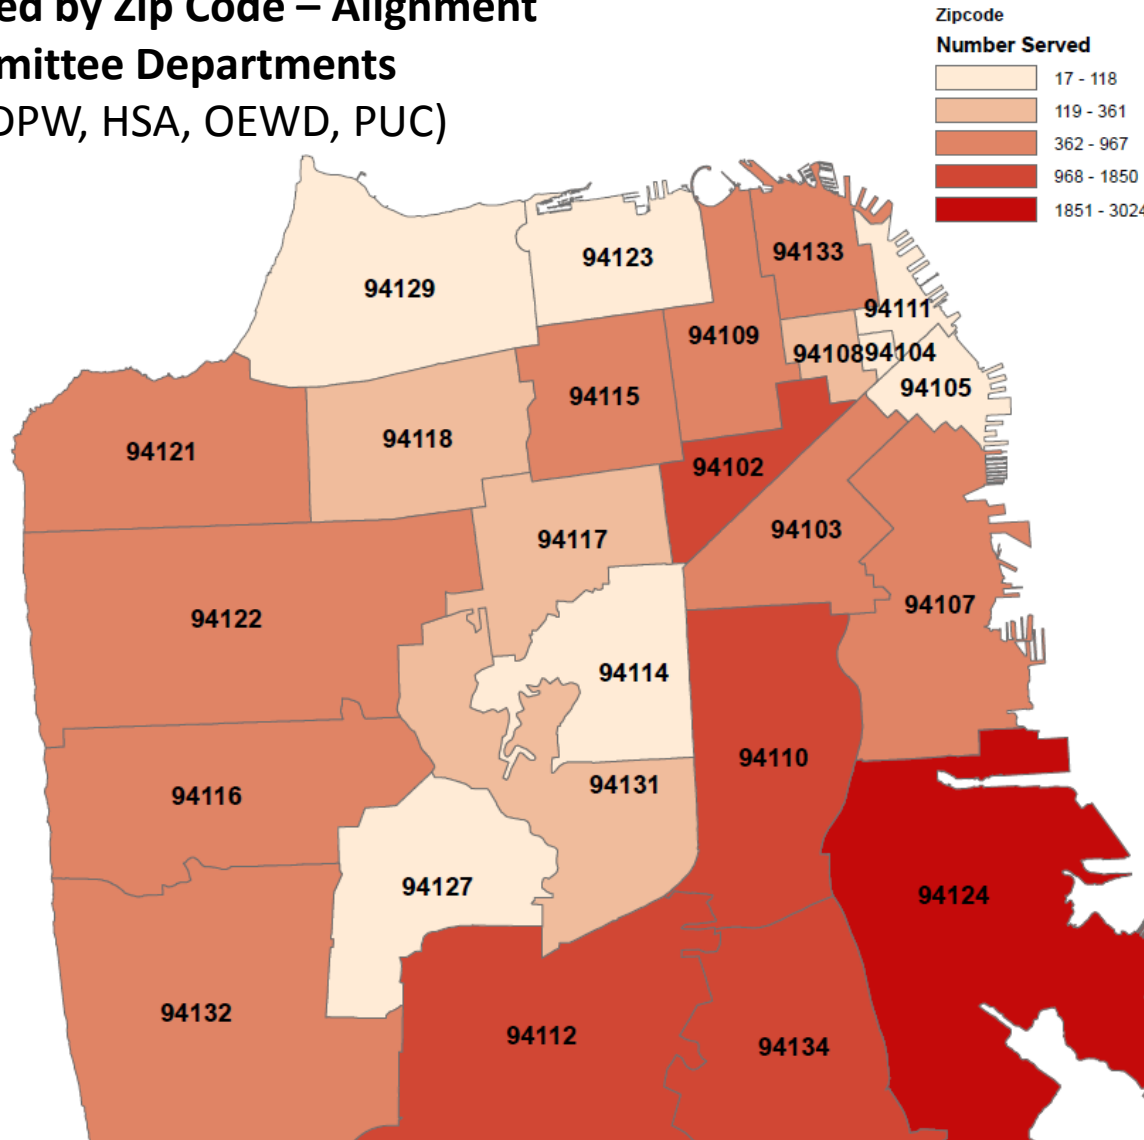 ed by Zip Code – Alignment
mittee Departments
DPW, HSA, OEWD, PUC)
Zipcode
Number Served
17 - 118
119 - 361
362 - 967
968 - 1850
1851 - 3024
94129
94123
94133
94111
94109
94108
94104
94105
94115
94118
94121
94102
94117
94103
94107
94122
94114
94110
94131
94116
94127
94124
94132
94112
94134